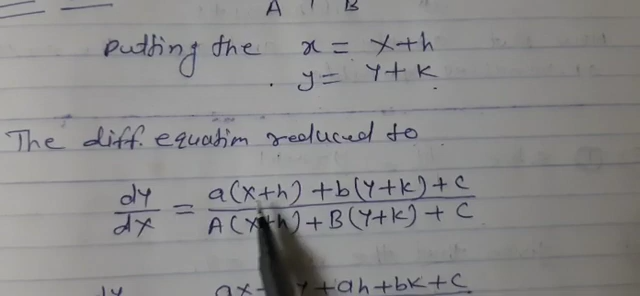 A B
putting the x = X+h
y = Y+k
The diff. equation reduced to
dY/dX = a(X+h) + b(Y+k) + c / A(X+h) + B(Y+k) + C
+ah+bk+c